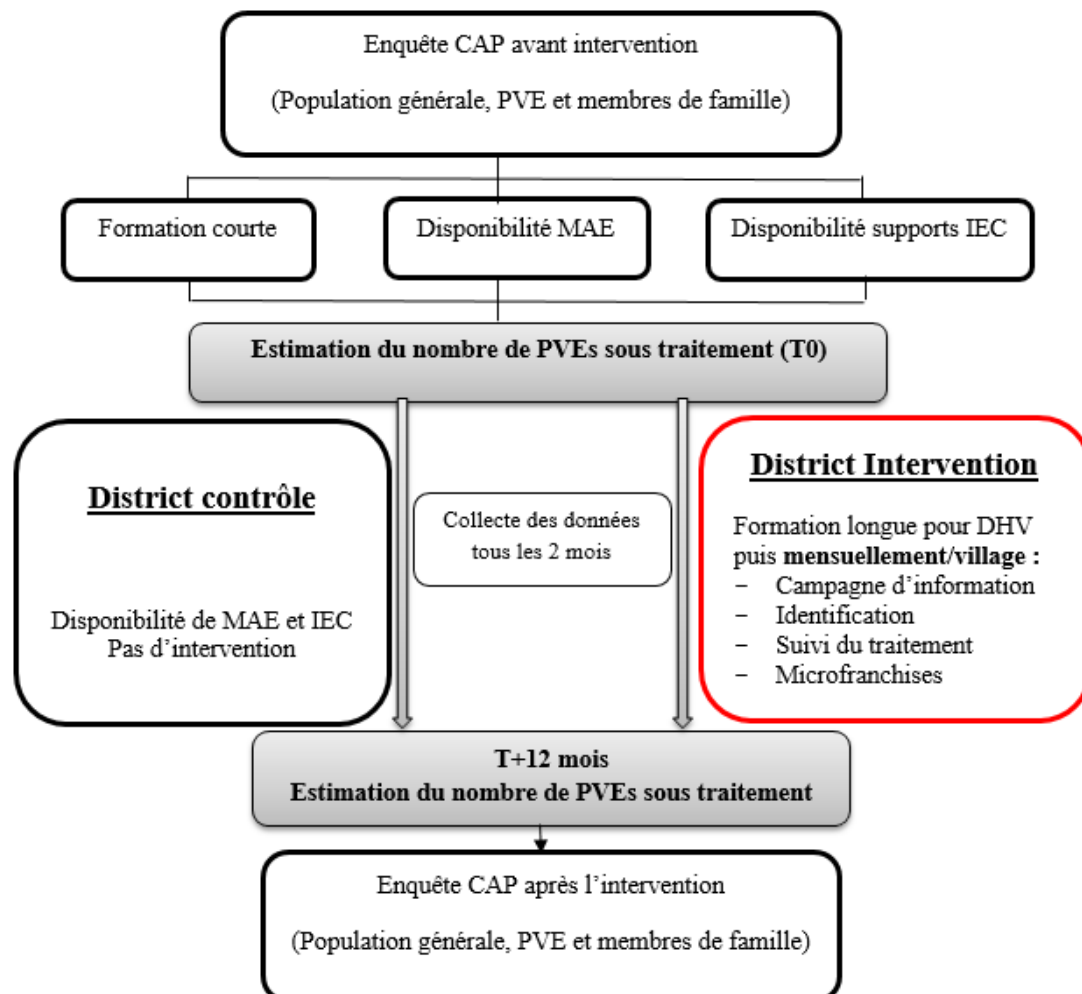 Enquête CAP avant intervention
(Population générale, PVE et membres de famille)
Formation courte
Disponibilité MAE
Disponibilité supports IEC
Estimation du nombre de PVEs sous traitement (T0)
District contrôle
Disponibilité de MAE et IEC
Pas d’intervention
Collecte des données
tous les 2 mois
District Intervention
Formation longue pour DHV
puis mensuellement/village :
− Campagne d’information
− Identification
− Suivi du traitement
− Microfranchises
T+12 mois
Estimation du nombre de PVEs sous traitement
Enquête CAP après l’intervention
(Population générale, PVE et membres de famille)